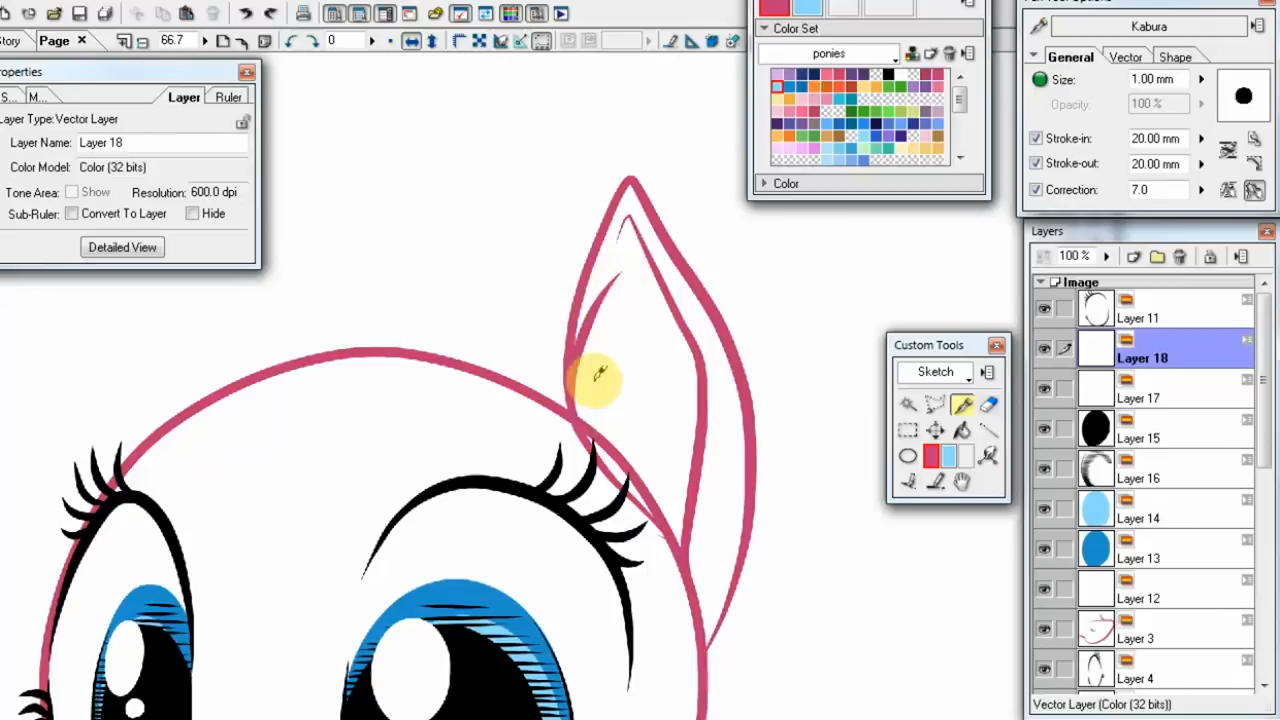 Story
Page
66.7
0
roperties
S...
M...
Layer
Ruler
Layer Type:Vector Layer
Layer Name: Layer 18
Color Model: Color (32 bits)
Tone Area: Show Resolution: 600.0 dpi
Sub-Ruler: Convert To Layer Hide
Detailed View
Color Set
ponies
Color
Kabura
General
Vector
Shape
Size: 1.00 mm
Opacity: 100 %
Stroke-in: 20.00 mm
Stroke-out: 20.00 mm
Correction: 7.0
Custom Tools
Sketch
Layers
100 %
Image
Layer 11
Layer 18
Layer 17
Layer 15
Layer 16
Layer 14
Layer 13
Layer 12
Layer 3
Layer 4
Vector Layer (Color (32 bits))